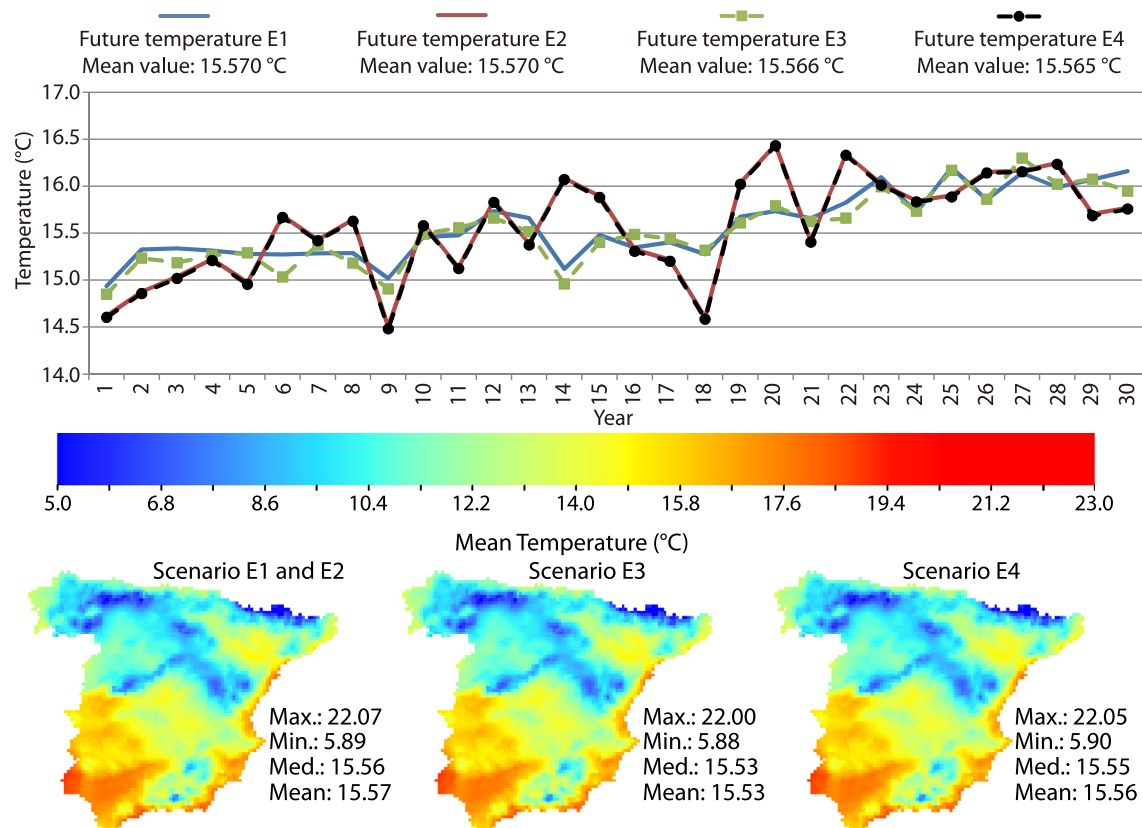 Future temperature E1
Mean value: 15.570 °C
Future temperature E2
Mean value: 15.570 °C
Future temperature E3
Mean value: 15.566 °C
Future temperature E4
Mean value: 15.565 °C
Temperature (°C)
17.0
16.5
16.0
15.5
15.0
14.5
14.0
1 2 3 4 5 6 7 8 9 10 11 12 13 14 15 16 17 18 19 20 21 22 23 24 25 26 27 28 29 30
Year
5.0 6.8 8.6 10.4 12.2 14.0 15.8 17.6 19.4 21.2 23.0
Mean Temperature (°C)
Scenario E1 and E2
Max.: 22.07
Min.: 5.89
Med.: 15.56
Mean: 15.57
Scenario E3
Max.: 22.00
Min.: 5.88
Med.: 15.53
Mean: 15.53
Scenario E4
Max.: 22.05
Min.: 5.90
Med.: 15.55
Mean: 15.56